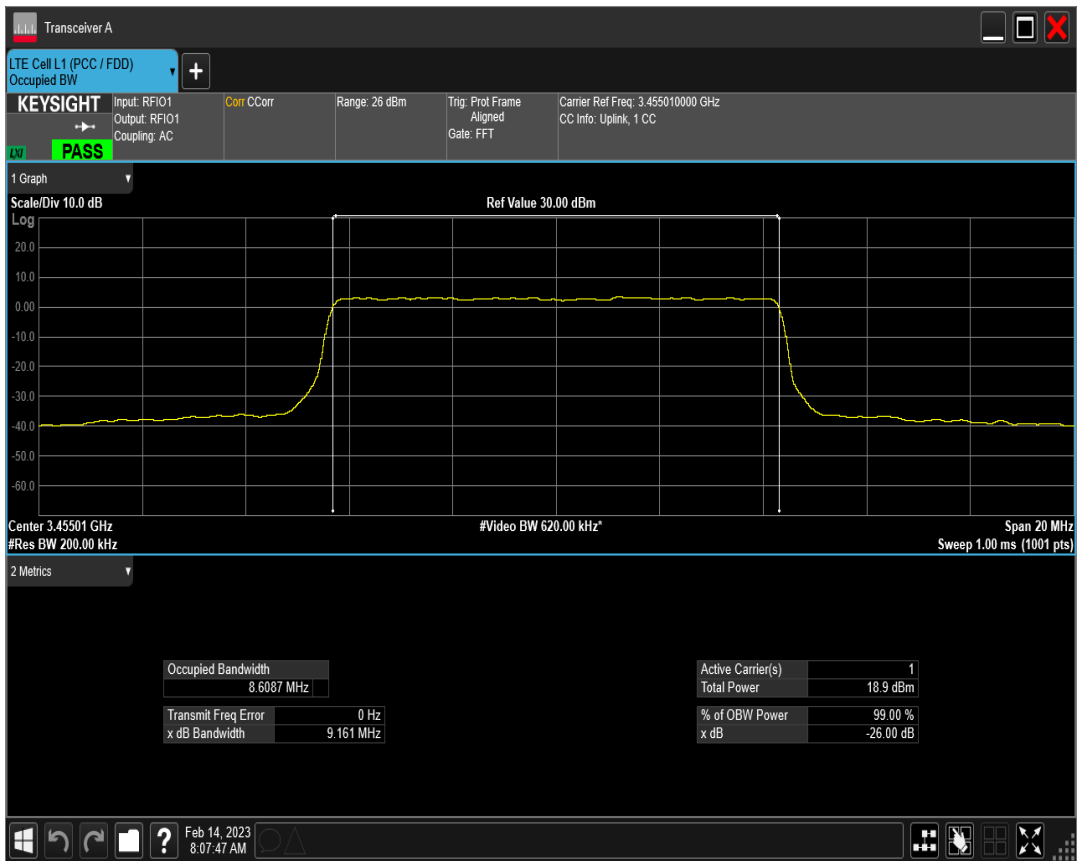 Transceiver A
LTE Cell L1 (PCC / FDD)
Occupied BW
+
KEYSIGHT
LXI
PASS
Input: RFIO1
Output: RFIO1
Coupling: AC
Corr CCorr
Range: 26 dBm
Trig: Prot Frame
Aligned
Gate: FFT
Carrier Ref Freq: 3.455010000 GHz
CC Info: Uplink, 1 CC
1 Graph
Scale/Div 10.0 dB
Ref Value 30.00 dBm
Log
20.0
10.0
0.00
-10.0
-20.0
-30.0
-40.0
-50.0
-60.0
Center 3.45501 GHz
#Video BW 620.00 kHz*
Span 20 MHz
#Res BW 200.00 kHz
Sweep 1.00 ms (1001 pts)
2 Metrics
Occupied Bandwidth
8.6087 MHz
Transmit Freq Error 0 Hz
x dB Bandwidth 9.161 MHz
Active Carrier(s) 1
Total Power 18.9 dBm
% of OBW Power 99.00 %
x dB -26.00 dB
?
Feb 14, 2023
8:07:47 AM